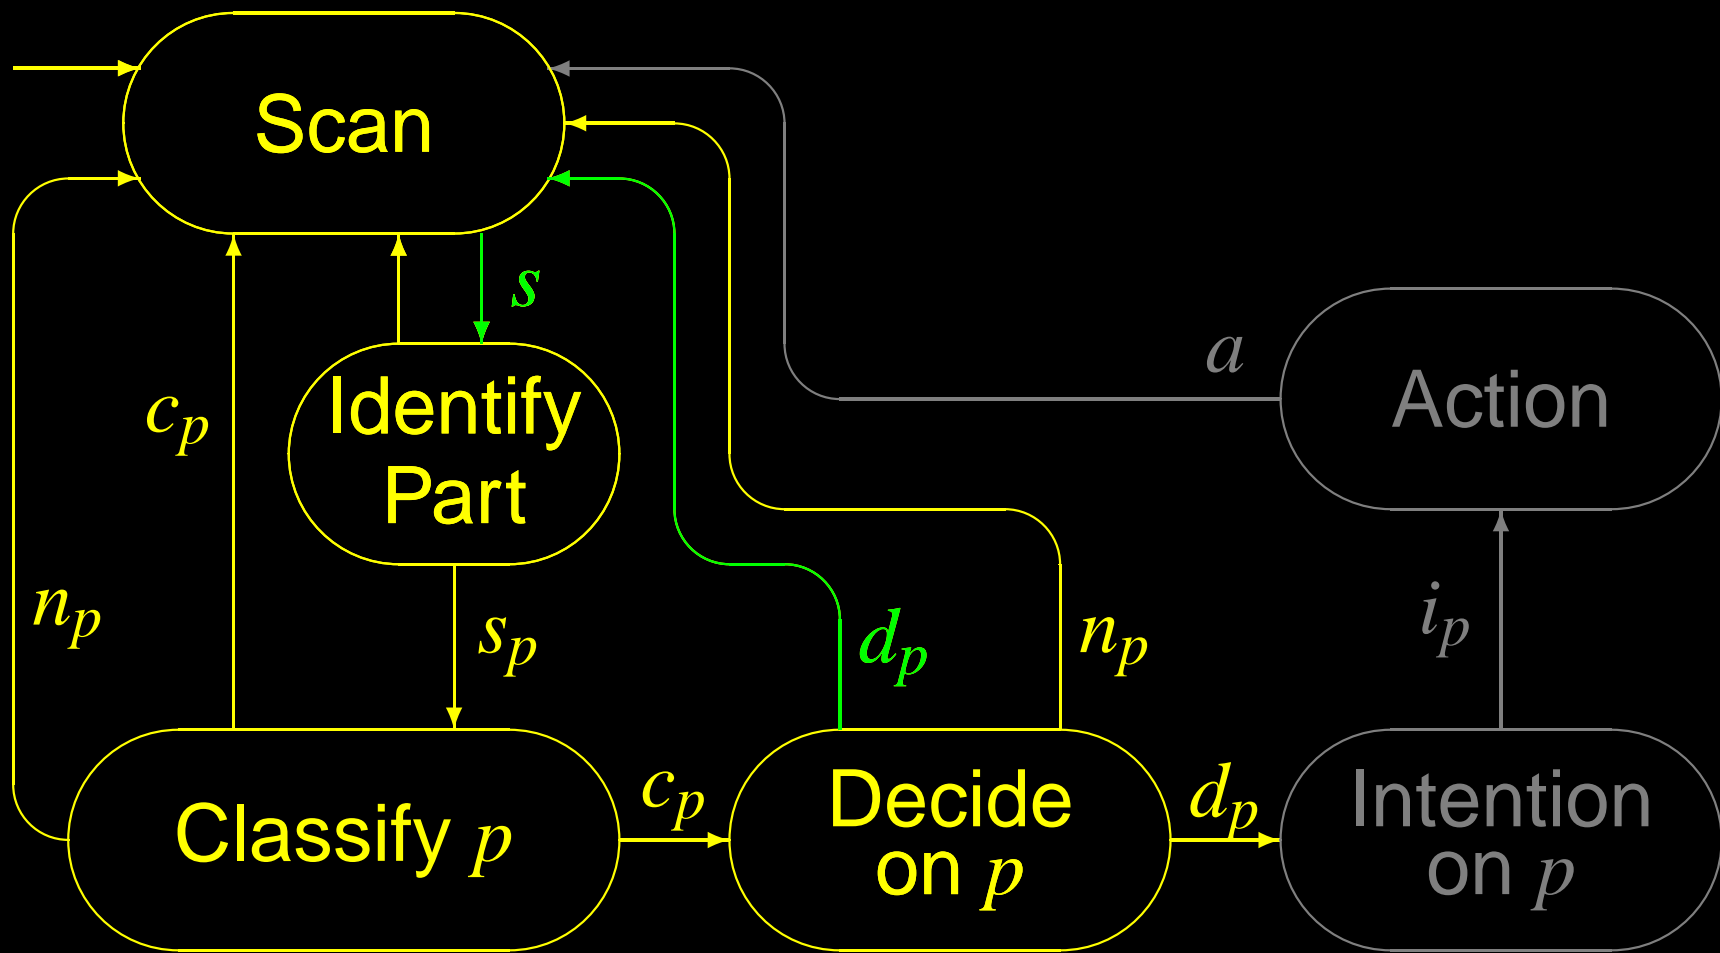 Scan
s
a
Action
c_p
Identify
Part
n_p
s_p
d_p
n_p
i_p
Classify p
c_p
Decide
on p
d_p
Intention
on p